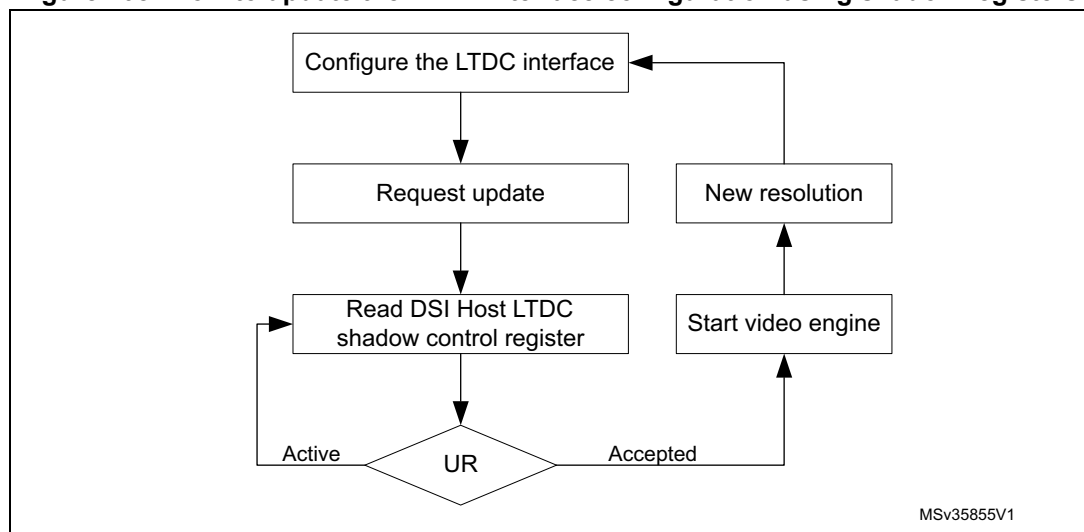 Configure the LTDC interface
Request update
New resolution
Read DSI Host LTDC
shadow control register
Start video engine
Active
UR
Accepted
MSv35855V1